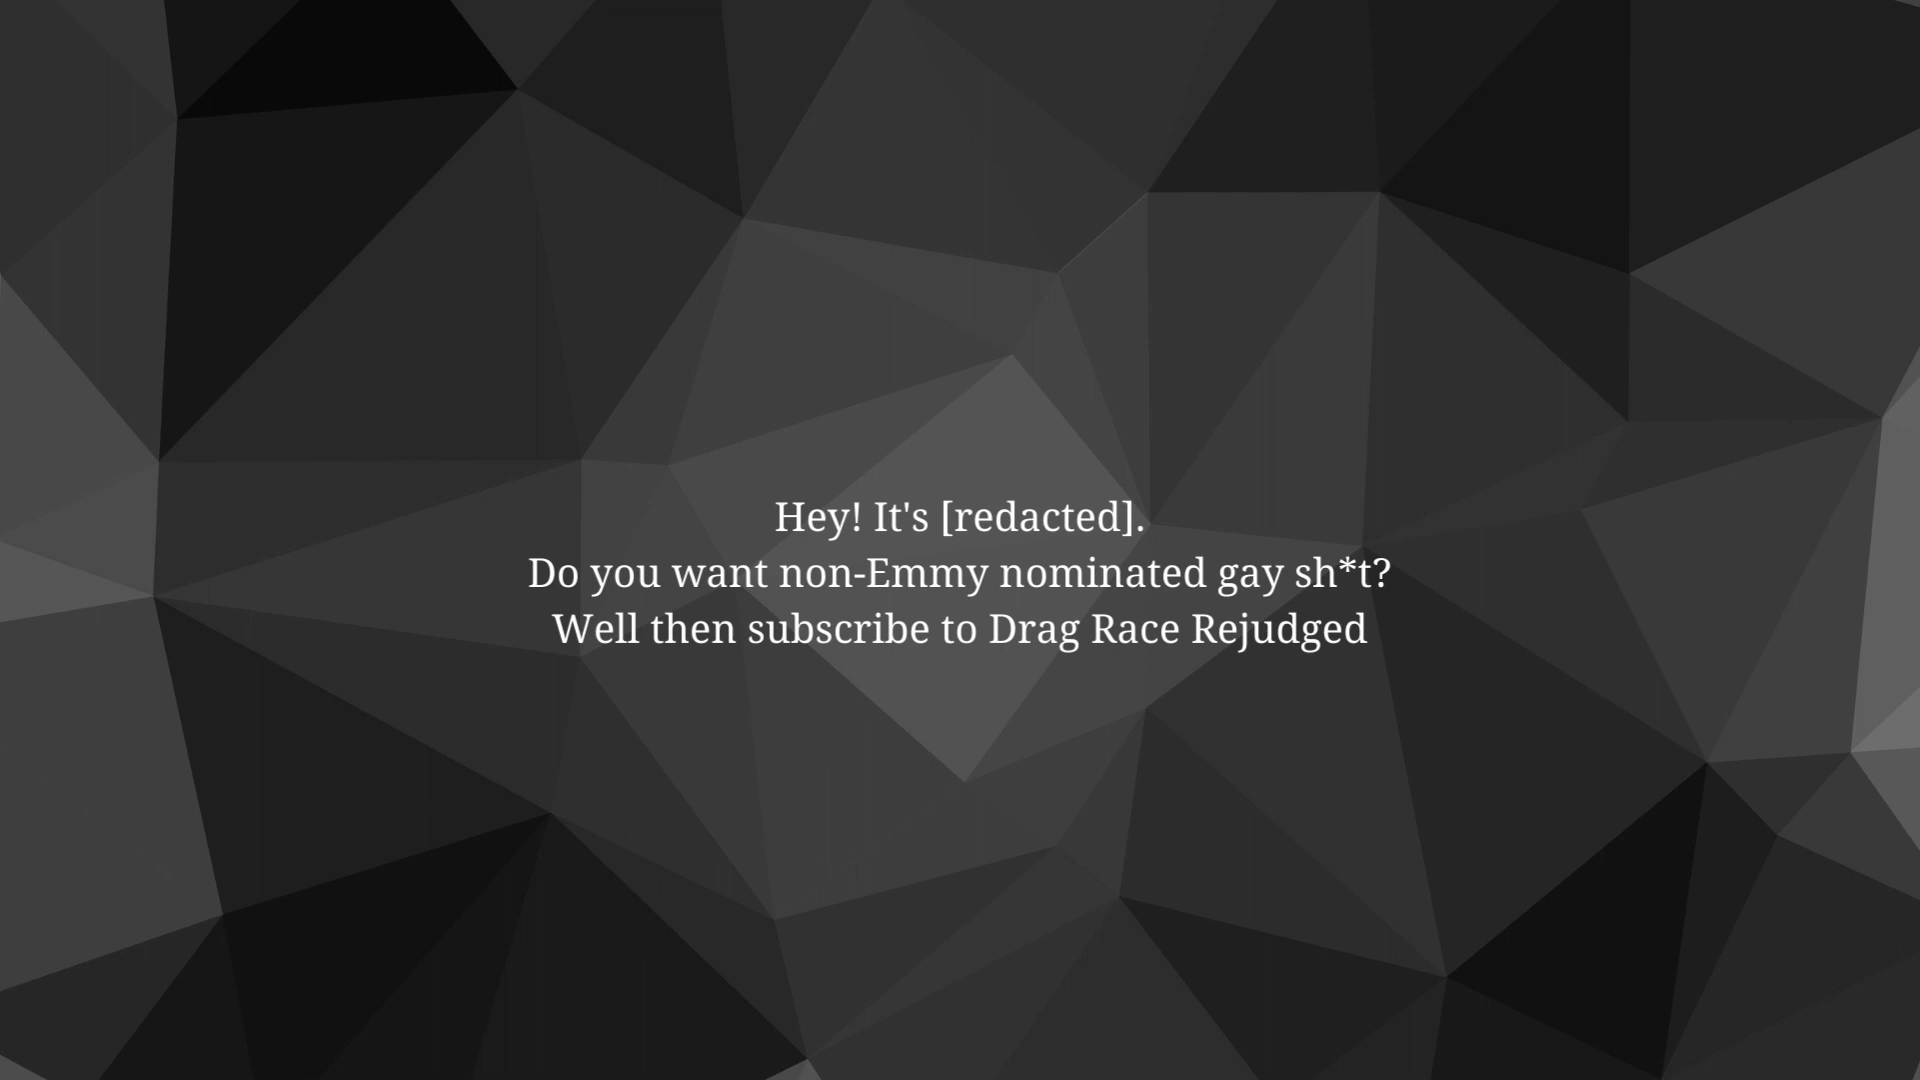 Hey! It's [redacted].
Do you want non-Emmy nominated gay sh*t?
Well then subscribe to Drag Race Rejudged